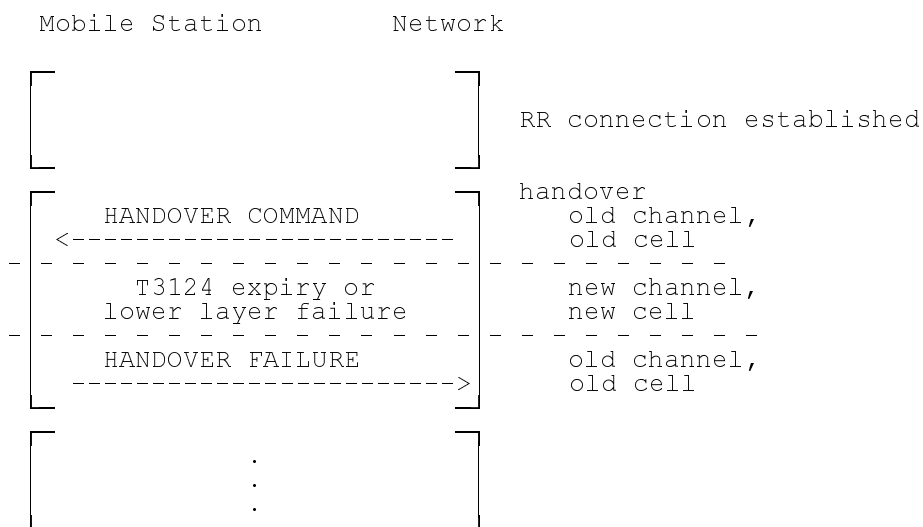 Mobile Station Network
RR connection established
handover
HANDOVER COMMAND old channel,
<------------------------ old cell
- - - - - - - - - - - - - - - - - - - - - - -
T3124 expiry or new channel,
lower layer failure new cell
- - - - - - - - - - - - - - - - - - - - - - - -
HANDOVER FAILURE old channel,
------------------------> old cell
.
.
.